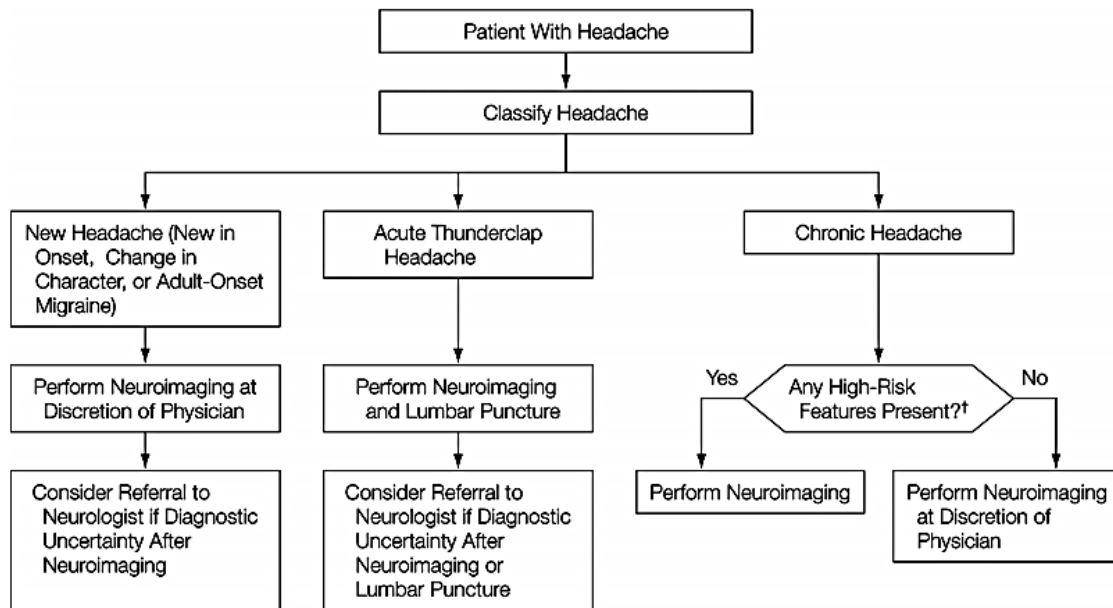 Patient With Headache
Classify Headache
New Headache (New in
Onset, Change in
Character, or Adult-Onset
Migraine)
Acute Thunderclap
Headache
Chronic Headache
Perform Neuroimaging at
Discretion of Physician
Perform Neuroimaging
and Lumbar Puncture
Yes
Any High-Risk
Features Present?†
No
Consider Referral to
Neurologist if Diagnostic
Uncertainty After
Neuroimaging
Consider Referral to
Neurologist if Diagnostic
Uncertainty After
Neuroimaging or
Lumbar Puncture
Perform Neuroimaging
Perform Neuroimaging
at Discretion of
Physician